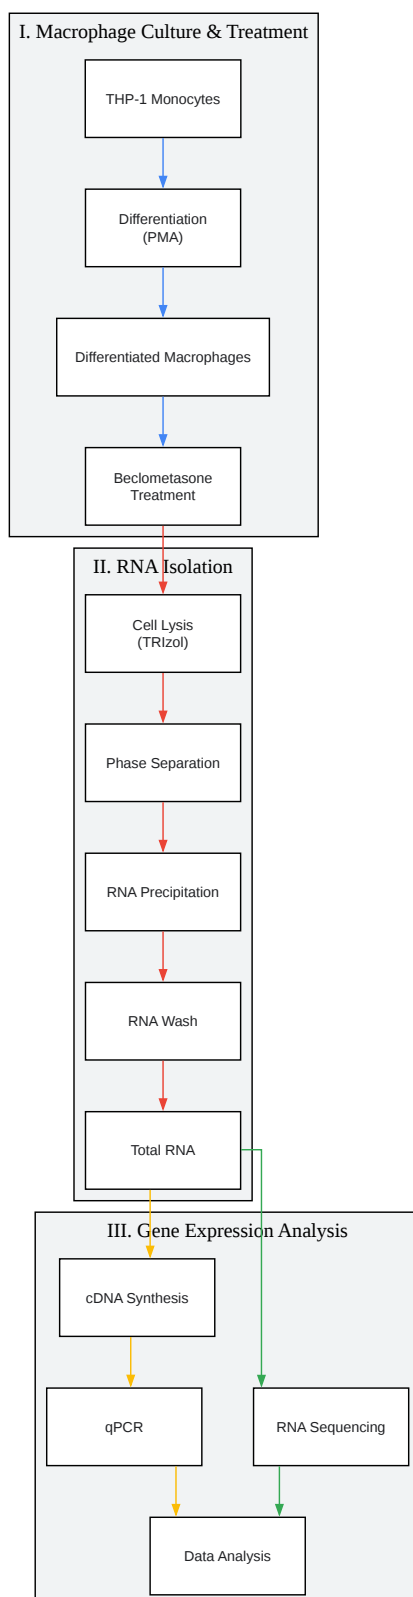 I. Macrophage Culture & Treatment
THP-1 Monocytes
Differentiation
(PMA)
Differentiated Macrophages
Beclometasone
Treatment
II. RNA Isolation
Cell Lysis
(TRIzol)
Phase Separation
RNA Precipitation
RNA Wash
Total RNA
III. Gene Expression Analysis
cDNA Synthesis
qPCR
RNA Sequencing
Data Analysis